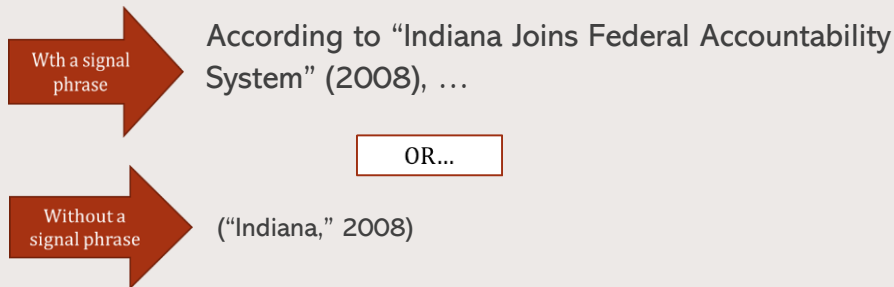 Wth a signal
phrase
According to “Indiana Joins Federal Accountability
System” (2008), …
OR…
Without a
signal phrase
(“Indiana,” 2008)